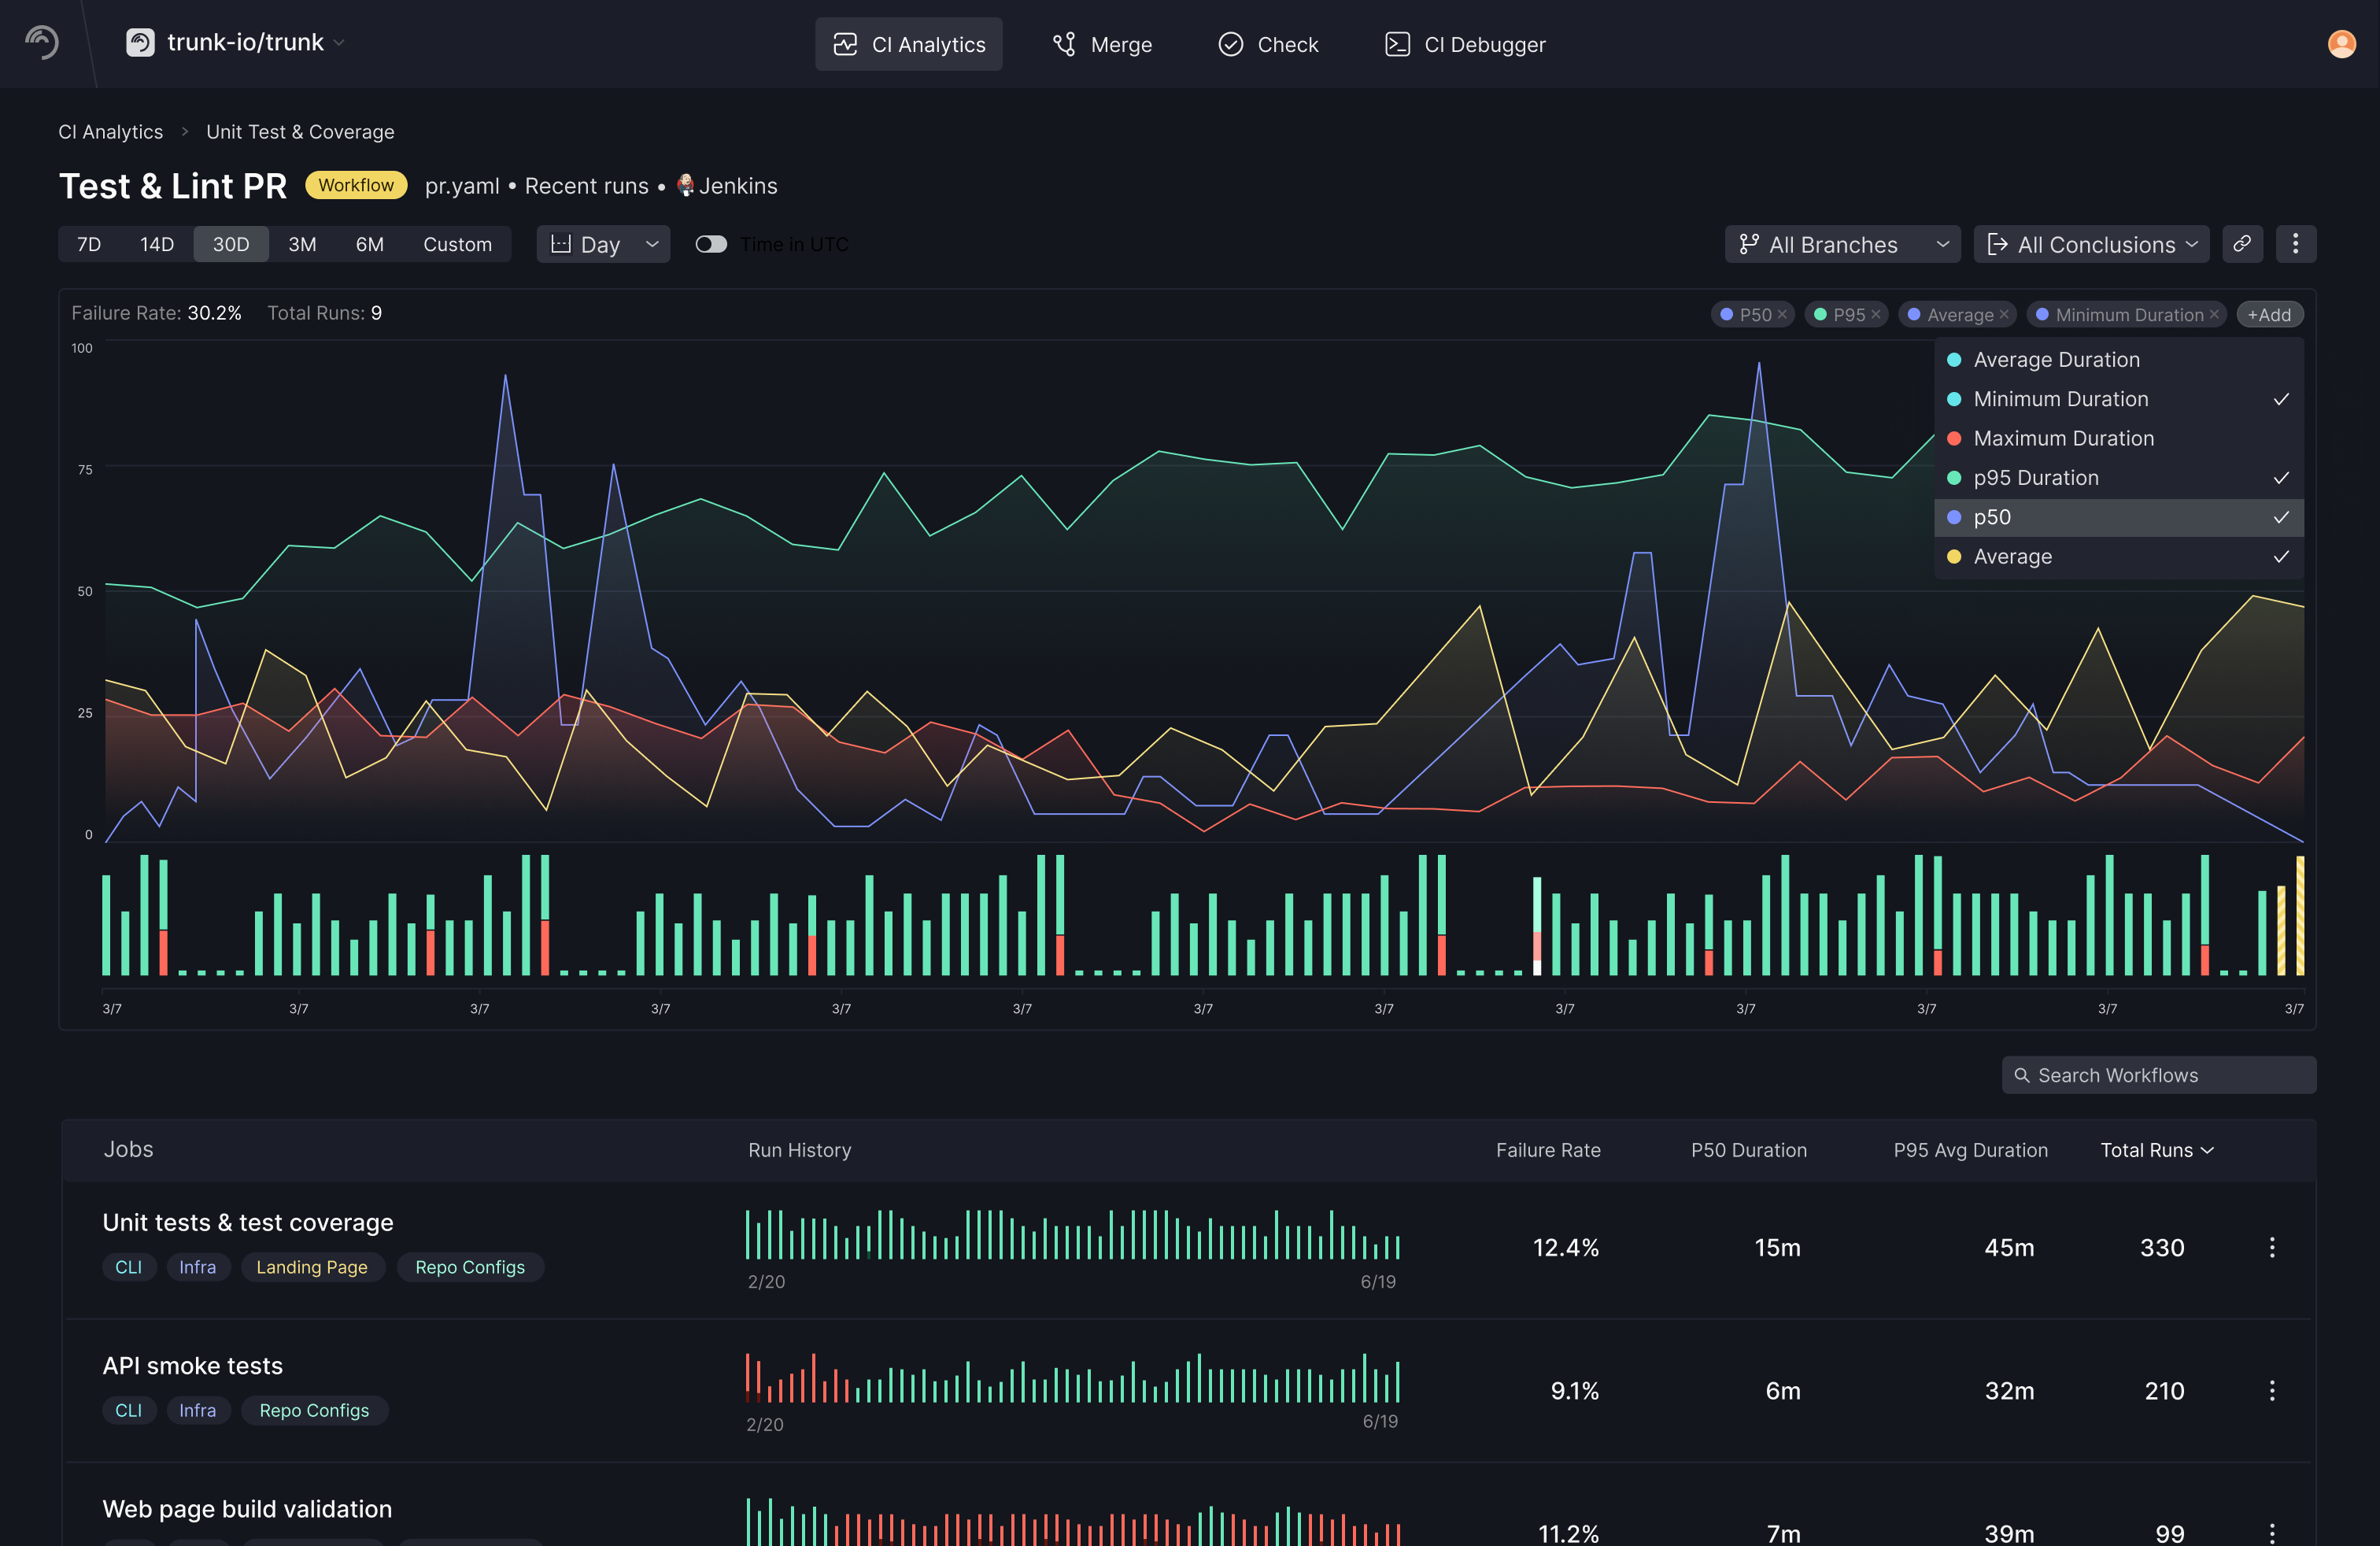 trunk-io/trunk
CI Analytics
Merge
Check
CI Debugger
CI Analytics > Unit Test & Coverage
Test & Lint PR
Workflow
pr.yaml • Recent runs • Jenkins
7D
14D
30D
3M
6M
Custom
Day
Time in UTC
All Branches
All Conclusions
Failure Rate: 30.2%
Total Runs: 9
P50 ×
P95 ×
Average ×
Minimum Duration ×
+Add
Average Duration
Minimum Duration
Maximum Duration
p95 Duration
p50
Average
100
75
50
25
0
3/7
3/7
3/7
3/7
3/7
3/7
3/7
3/7
3/7
3/7
3/7
3/7
3/7
Search Workflows
Jobs
Run History
Failure Rate
P50 Duration
P95 Avg Duration
Total Runs
Unit tests & test coverage
CLI
Infra
Landing Page
Repo Configs
2/20
6/19
12.4%
15m
45m
330
API smoke tests
CLI
Infra
Repo Configs
2/20
6/19
9.1%
6m
32m
210
Web page build validation
11.2%
7m
39m
99